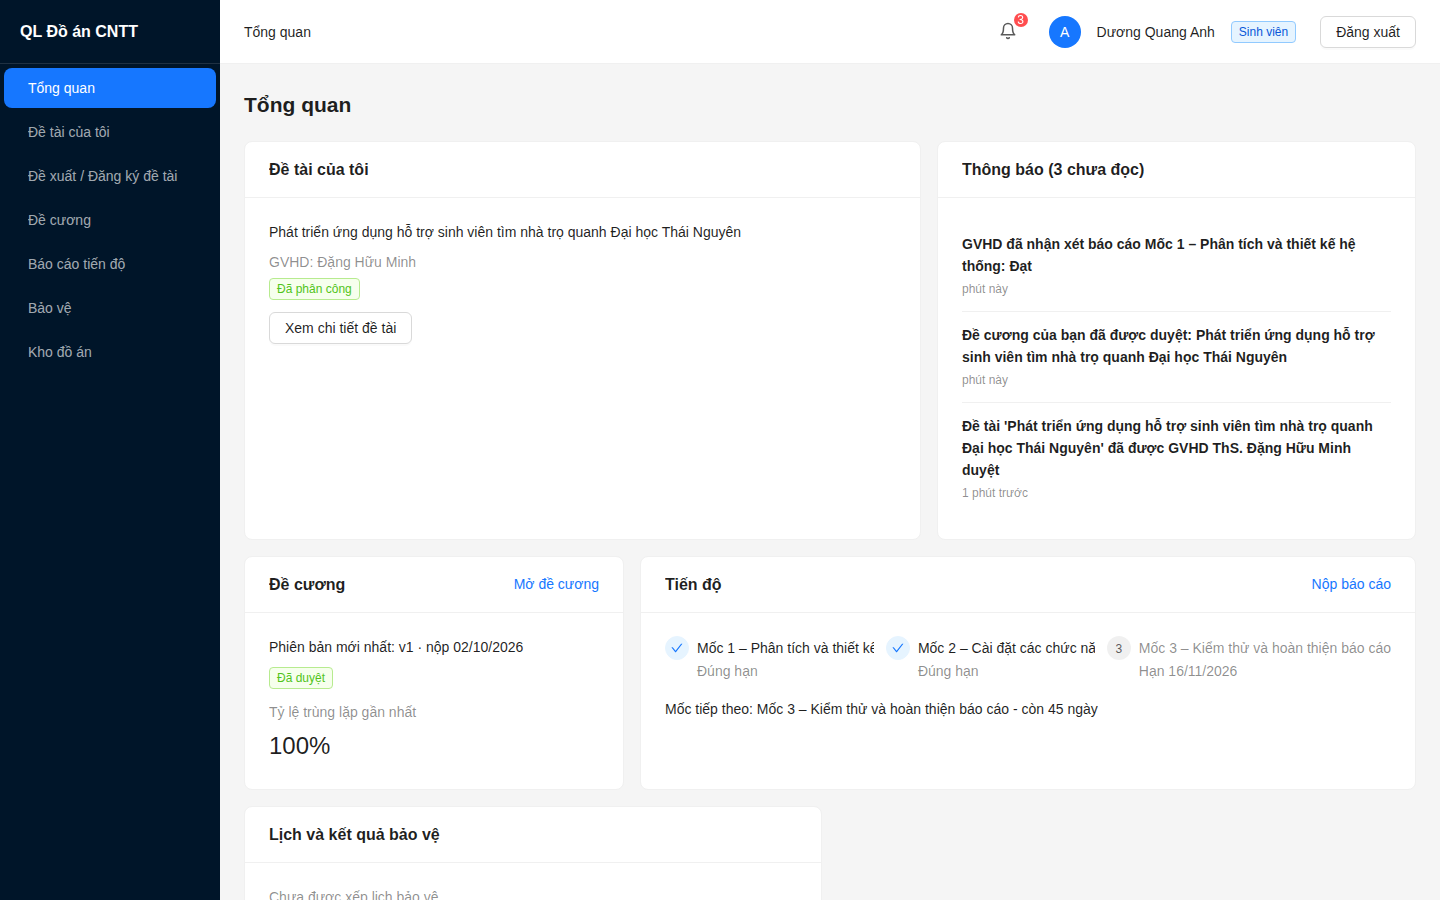 QL Đồ án CNTT
Tổng quan
3
A
Dương Quang Anh
Sinh viên
Đăng xuất
Tổng quan
Đề tài của tôi
Đề xuất / Đăng ký đề tài
Đề cương
Báo cáo tiến độ
Bảo vệ
Kho đồ án
Tổng quan
Đề tài của tôi
Phát triển ứng dụng hỗ trợ sinh viên tìm nhà trọ quanh Đại học Thái Nguyên
GVHD: Đặng Hữu Minh
Đã phân công
Xem chi tiết đề tài
Thông báo (3 chưa đọc)
GVHD đã nhận xét báo cáo Mốc 1 – Phân tích và thiết kế hệ
thống: Đạt
phút này
Đề cương của bạn đã được duyệt: Phát triển ứng dụng hỗ trợ
sinh viên tìm nhà trọ quanh Đại học Thái Nguyên
phút này
Đề tài 'Phát triển ứng dụng hỗ trợ sinh viên tìm nhà trọ quanh
Đại học Thái Nguyên' đã được GVHD ThS. Đặng Hữu Minh
duyệt
1 phút trước
Đề cương
Mở đề cương
Phiên bản mới nhất: v1 · nộp 02/10/2026
Đã duyệt
Tỷ lệ trùng lặp gần nhất
100%
Tiến độ
Nộp báo cáo
Mốc 1 – Phân tích và thiết kế
Đúng hạn
Mốc 2 – Cài đặt các chức nă
Đúng hạn
3
Mốc 3 – Kiểm thử và hoàn thiện báo cáo
Hạn 16/11/2026
Mốc tiếp theo: Mốc 3 – Kiểm thử và hoàn thiện báo cáo - còn 45 ngày
Lịch và kết quả bảo vệ
Chưa được xếp lịch bảo vệ